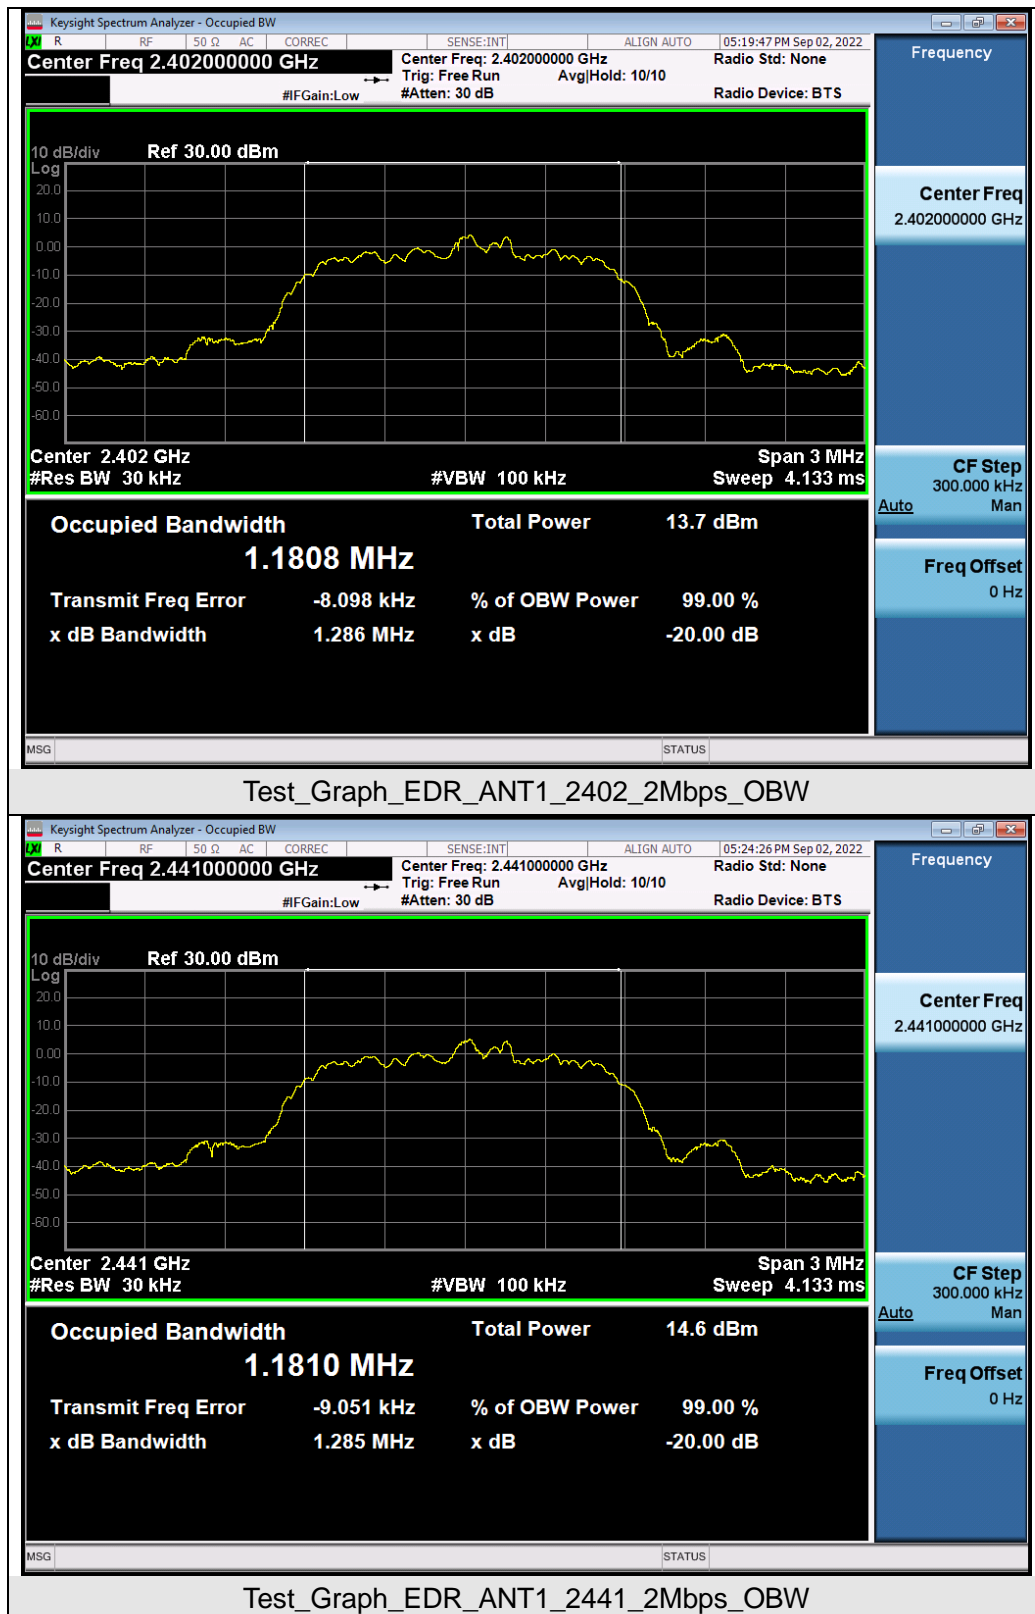 Keysight Spectrum Analyzer - Occupied BW
LXI R RF 50 Ω AC CORREC SENSE:INT ALIGN AUTO 05:19:47 PM Sep 02, 2022
Center Freq 2.402000000 GHz
Center Freq: 2.402000000 GHz
Radio Std: None
Trig: Free Run Avg|Hold: 10/10
#IFGain:Low
#Atten: 30 dB
Radio Device: BTS
Frequency
10 dB/div Ref 30.00 dBm
Log
20.0
10.0
0.00
-10.0
-20.0
-30.0
-40.0
-50.0
-60.0
Center 2.402 GHz Span 3 MHz
#Res BW 30 kHz #VBW 100 kHz Sweep 4.133 ms
Center Freq
2.402000000 GHz
CF Step
300.000 kHz
Auto Man
Freq Offset
0 Hz
Occupied Bandwidth Total Power 13.7 dBm
1.1808 MHz
Transmit Freq Error -8.098 kHz % of OBW Power 99.00 %
x dB Bandwidth 1.286 MHz x dB -20.00 dB
MSG STATUS
Test_Graph_EDR_ANT1_2402_2Mbps_OBW
Keysight Spectrum Analyzer - Occupied BW
LXI R RF 50 Ω AC CORREC SENSE:INT ALIGN AUTO 05:24:26 PM Sep 02, 2022
Center Freq 2.441000000 GHz
Center Freq: 2.441000000 GHz
Radio Std: None
Trig: Free Run Avg|Hold: 10/10
#IFGain:Low
#Atten: 30 dB
Radio Device: BTS
Frequency
10 dB/div Ref 30.00 dBm
Log
20.0
10.0
0.00
-10.0
-20.0
-30.0
-40.0
-50.0
-60.0
Center 2.441 GHz Span 3 MHz
#Res BW 30 kHz #VBW 100 kHz Sweep 4.133 ms
Center Freq
2.441000000 GHz
CF Step
300.000 kHz
Auto Man
Freq Offset
0 Hz
Occupied Bandwidth Total Power 14.6 dBm
1.1810 MHz
Transmit Freq Error -9.051 kHz % of OBW Power 99.00 %
x dB Bandwidth 1.285 MHz x dB -20.00 dB
MSG STATUS
Test_Graph_EDR_ANT1_2441_2Mbps_OBW